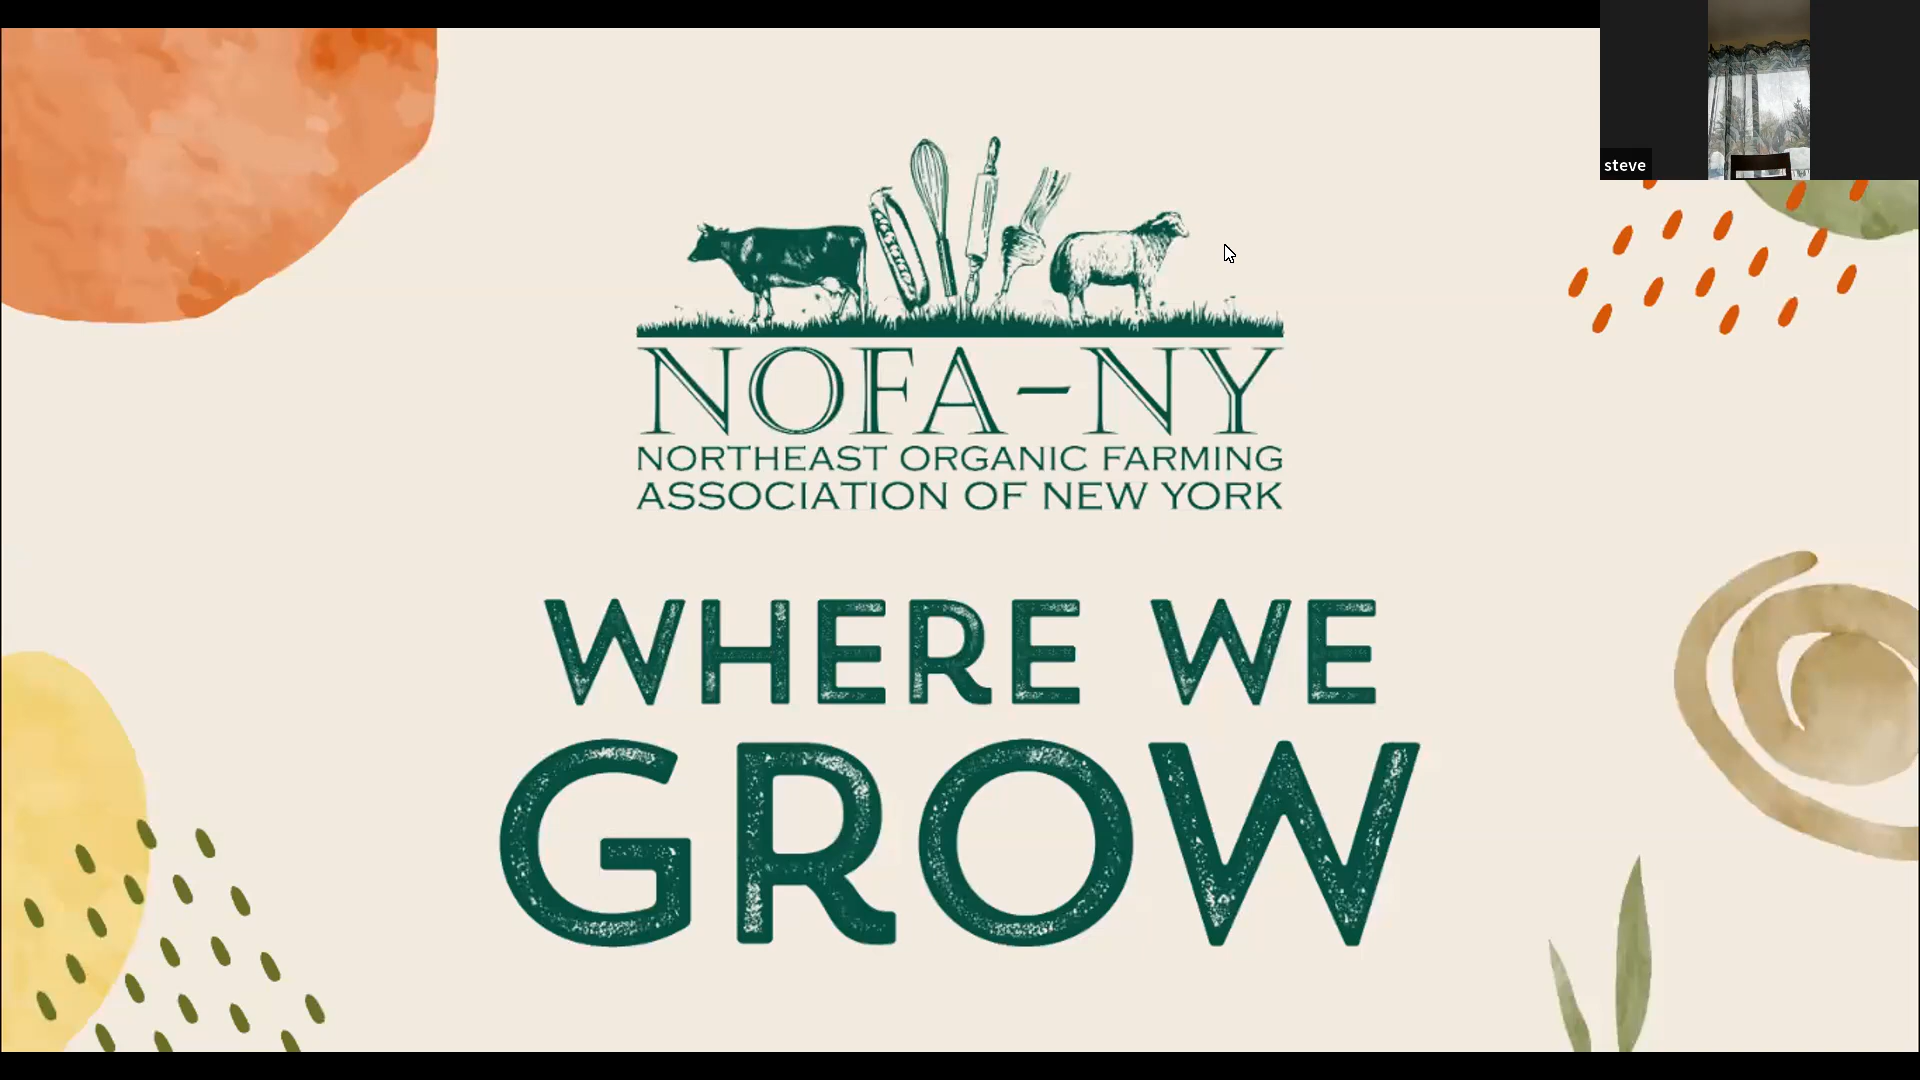 steve
NOFA-NY
NORTHEAST ORGANIC FARMING
ASSOCIATION OF NEW YORK
WHERE WE
GROW